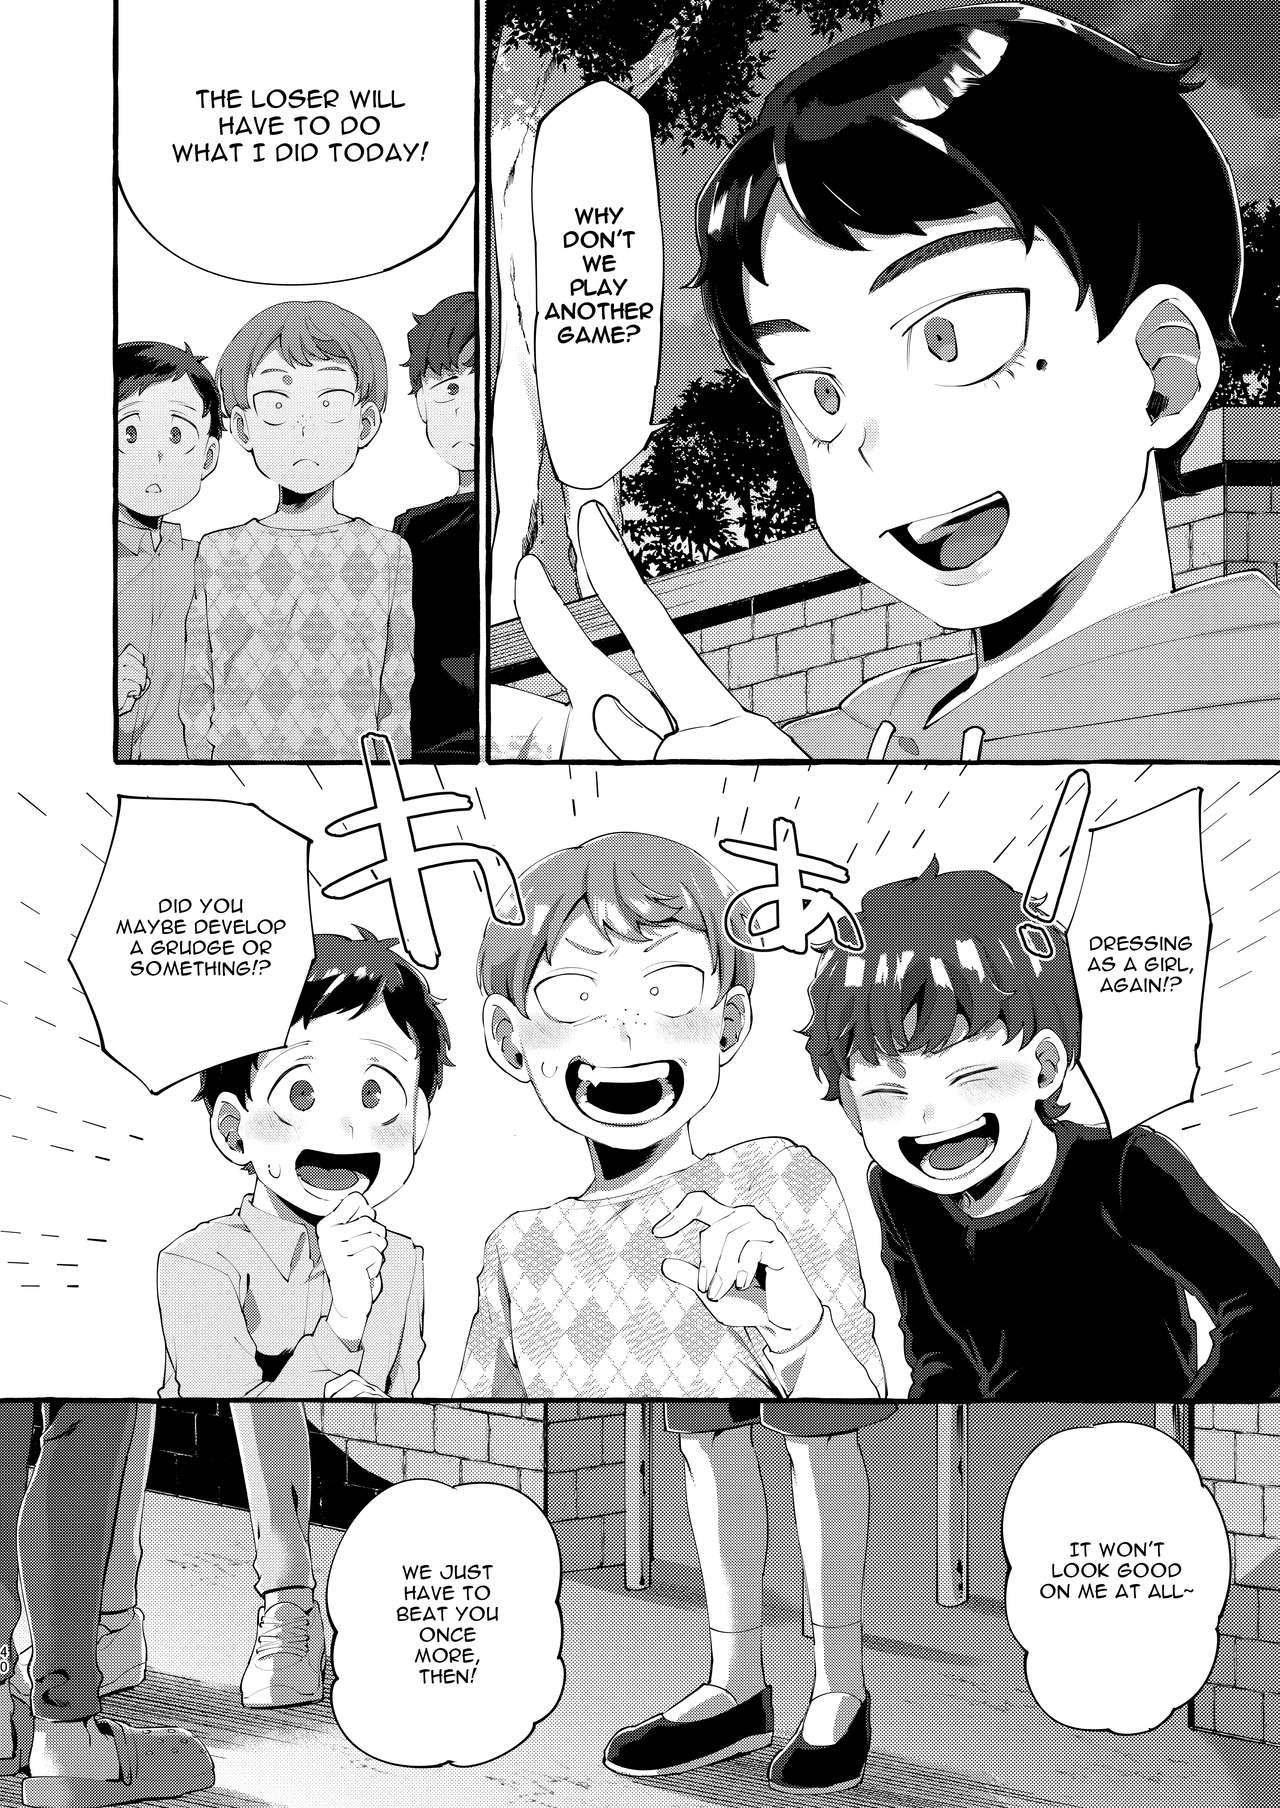 WHY
DON'T
WE
PLAY
ANOTHER
GAME?
THE LOSER WILL
HAVE TO DO
WHAT I DID TODAY!
DRESSING
AS A GIRL,
AGAIN!?
!
あ
キ
DID YOU
MAYBE DEVELOP
A GRUDGE OR
SOMETHING!?
IT WON'T
LOOK GOOD
ON ME AT ALL~
WE JUST
HAVE TO
BEAT YOU
ONCE
MORE,
THEN!
40